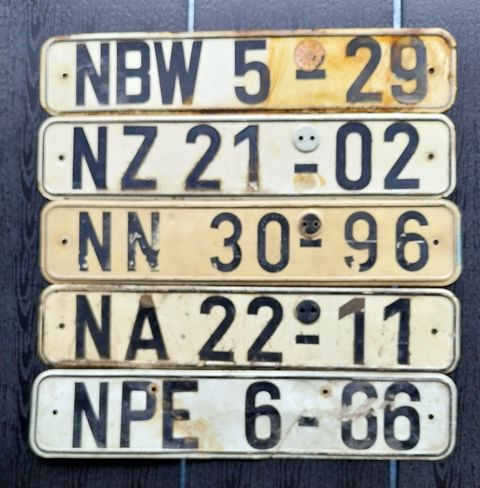 NBW 5-29
NZ 21-02
NN 30-96
NA 22-11
NPE 6-66